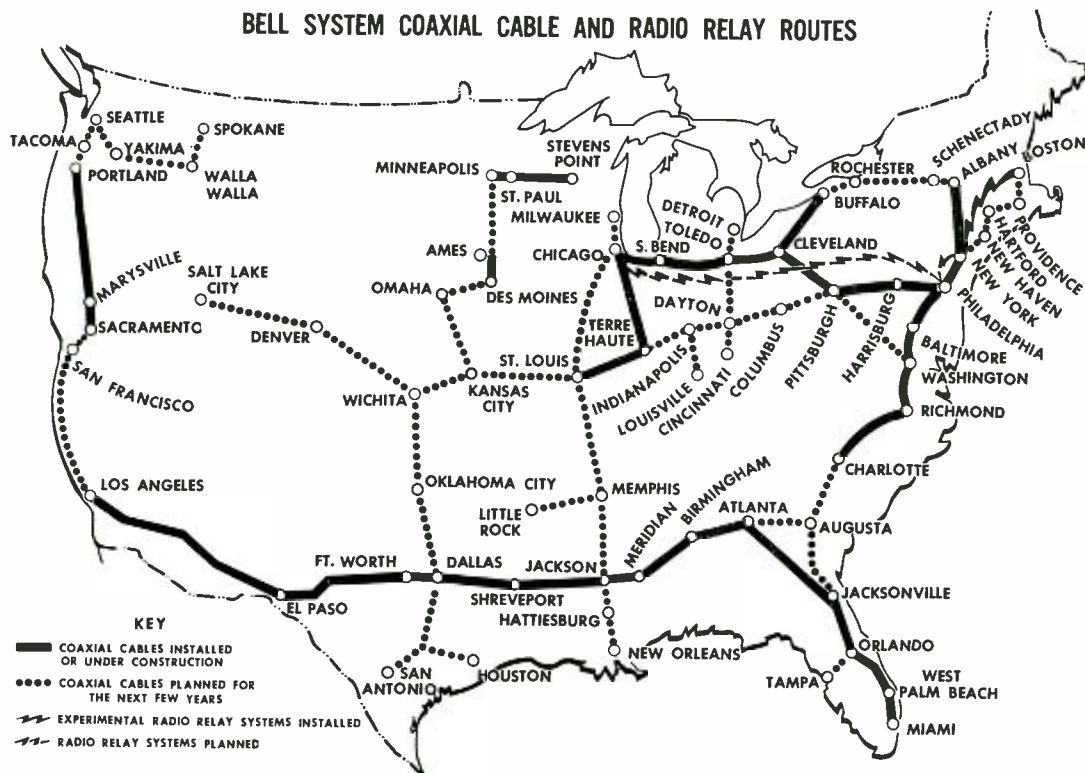 BELL SYSTEM COAXIAL CABLE AND RADIO RELAY ROUTES
SEATTLE
TACOMA
YAKIMA
SPOKANE
PORTLAND
WALLA
WALLA
MINNEAPOLIS
STEVENS
POINT
ST. PAUL
MILWAUKEE
DETROIT
TOLEDO
ROCHESTER
BUFFALO
SCHENECTADY
ALBANY
BOSTON
PROVIDENCE
HARTFORD
NEW HAVEN
NEW YORK
PHILADELPHIA
AMES
CHICAGO
S. BEND
CLEVELAND
MARYSVILLE
SALT LAKE
CITY
OMAHA
DES MOINES
DAYTON
SACRAMENTO
DENVER
TERRE
HAUTE
INDIANAPOLIS
LOUISVILLE
CINCINNATI
COLUMBUS
PITTSBURGH
HARRISBURG
BALTIMORE
WASHINGTON
SAN FRANCISCO
WICHITA
KANSAS
CITY
ST. LOUIS
RICHMOND
CHARLOTTE
LOS ANGELES
OKLAHOMA CITY
LITTLE
ROCK
MEMPHIS
MERIDIAN
BIRMINGHAM
ATLANTA
AUGUSTA
FT. WORTH
DALLAS
JACKSON
SHREVEPORT
EL PASO
HATTIESBURG
JACKSONVILLE
NEW ORLEANS
ORLANDO
SAN
ANTONIO
HOUSTON
TAMPA
WEST
PALM BEACH
MIAMI
KEY
COAXIAL CABLES INSTALLED
OR UNDER CONSTRUCTION
COAXIAL CABLES PLANNED FOR
THE NEXT FEW YEARS
EXPERIMENTAL RADIO RELAY SYSTEMS INSTALLED
RADIO RELAY SYSTEMS PLANNED